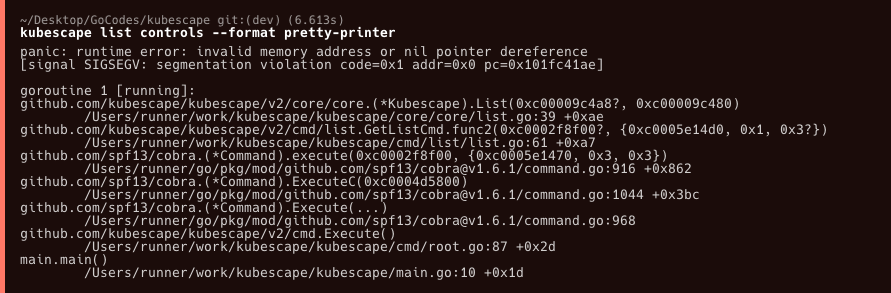 ~/Desktop/GoCodes/kubescape git:(dev) (6.613s)
kubescape list controls --format pretty-printer
panic: runtime error: invalid memory address or nil pointer dereference
[signal SIGSEGV: segmentation violation code=0x1 addr=0x0 pc=0x101fc41ae]
goroutine 1 [running]:
github.com/kubescape/kubescape/v2/core/core.(*Kubescape).List(0xc00009c4a8?, 0xc00009c480)
/Users/runner/work/kubescape/kubescape/core/core/list.go:39 +0xae
github.com/kubescape/kubescape/v2/cmd/list.GetListCmd.func2(0xc0002f8f00?, {0xc0005e14d0, 0x1, 0x3?})
/Users/runner/work/kubescape/kubescape/cmd/list/list.go:61 +0xa7
github.com/spf13/cobra.(*Command).execute(0xc0002f8f00, {0xc0005e1470, 0x3, 0x3})
/Users/runner/go/pkg/mod/github.com/spf13/cobra@v1.6.1/command.go:916 +0x862
github.com/spf13/cobra.(*Command).ExecuteC(0xc0004d5800)
/Users/runner/go/pkg/mod/github.com/spf13/cobra@v1.6.1/command.go:1044 +0x3bc
github.com/spf13/cobra.(*Command).Execute(...)
/Users/runner/go/pkg/mod/github.com/spf13/cobra@v1.6.1/command.go:968
github.com/kubescape/kubescape/v2/cmd.Execute()
/Users/runner/work/kubescape/kubescape/cmd/root.go:87 +0x2d
main.main()
/Users/runner/work/kubescape/kubescape/main.go:10 +0x1d